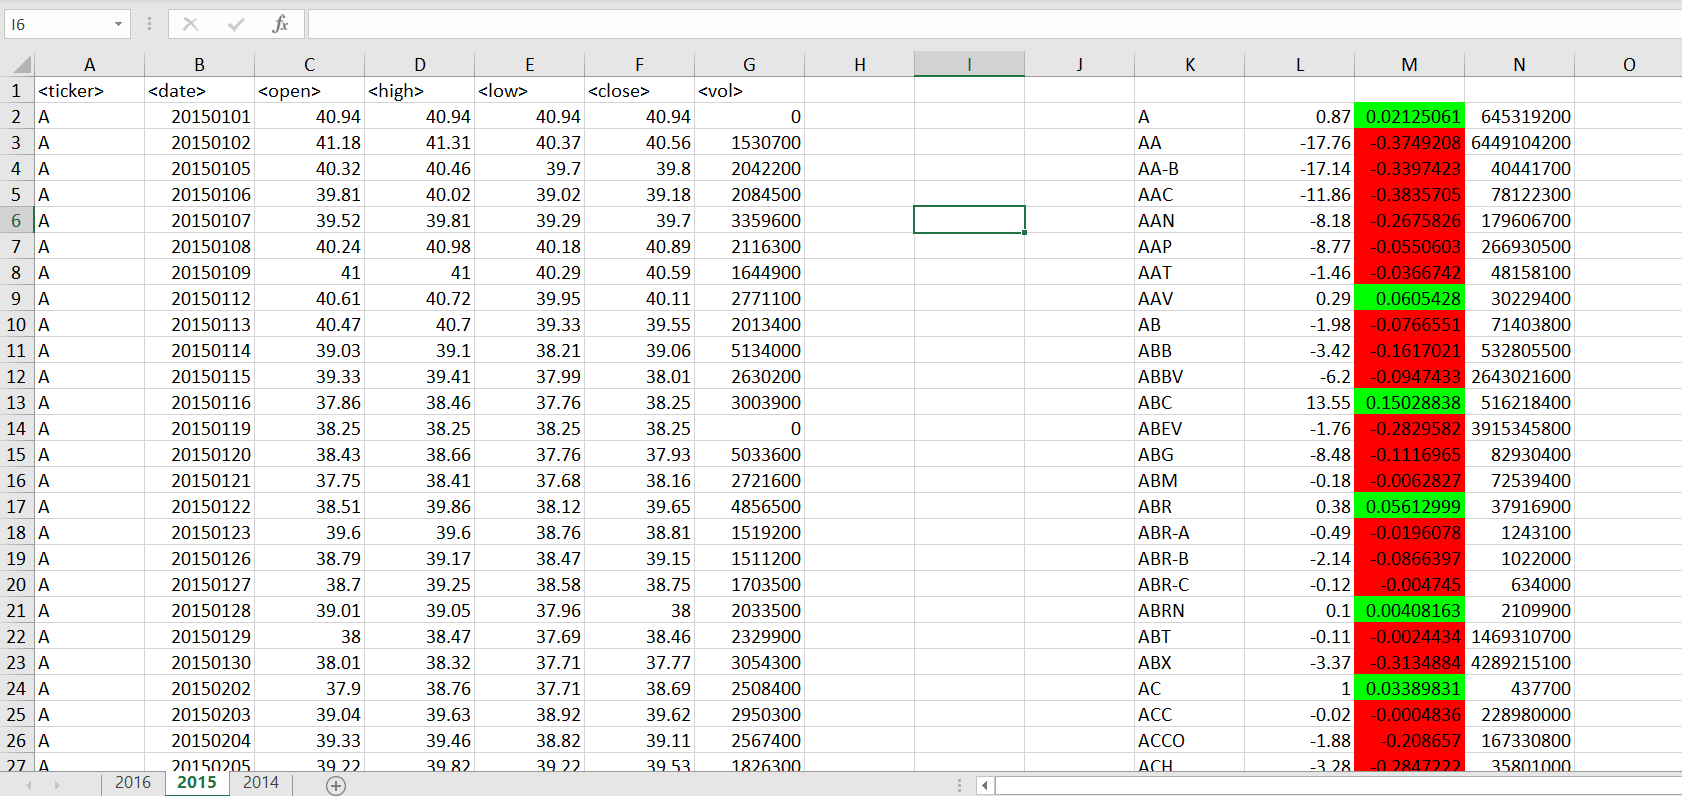 I6 fx
A B C D E F G H I J K L M N O
1 <ticker> <date> <open> <high> <low> <close> <vol>
2 A 20150101 40.94 40.94 40.94 40.94 0 A 0.87 0.02125061 645319200
3 A 20150102 41.18 41.31 40.37 40.56 1530700 AA -17.76 -0.3749208 6449104200
4 A 20150105 40.32 40.46 39.7 39.8 2042200 AA-B -17.14 -0.3397423 40441700
5 A 20150106 39.81 40.02 39.02 39.18 2084500 AAC -11.86 -0.3835705 78122300
6 A 20150107 39.52 39.81 39.29 39.7 3359600 AAN -8.18 -0.2675826 179606700
7 A 20150108 40.24 40.98 40.18 40.89 2116300 AAP -8.77 -0.0550603 266930500
8 A 20150109 41 41 40.29 40.59 1644900 AAT -1.46 -0.0366742 48158100
9 A 20150112 40.61 40.72 39.95 40.11 2771100 AAV 0.29 0.0605428 30229400
10 A 20150113 40.47 40.7 39.33 39.55 2013400 AB -1.98 -0.0766551 71403800
11 A 20150114 39.03 39.1 38.21 39.06 5134000 ABB -3.42 -0.1617021 532805500
12 A 20150115 39.33 39.41 37.99 38.01 2630200 ABBV -6.2 -0.0947433 2643021600
13 A 20150116 37.86 38.46 37.76 38.25 3003900 ABC 13.55 0.15028838 516218400
14 A 20150119 38.25 38.25 38.25 38.25 0 ABEV -1.76 -0.2829582 3915345800
15 A 20150120 38.43 38.66 37.76 37.93 5033600 ABG -8.48 -0.1116965 82930400
16 A 20150121 37.75 38.41 37.68 38.16 2721600 ABM -0.18 -0.0062827 72539400
17 A 20150122 38.51 39.86 38.12 39.65 4856500 ABR 0.38 0.05612999 37916900
18 A 20150123 39.6 39.6 38.76 38.81 1519200 ABR-A -0.49 -0.0196078 1243100
19 A 20150126 38.79 39.17 38.47 39.15 1511200 ABR-B -2.14 -0.0866397 1022000
20 A 20150127 38.7 39.25 38.58 38.75 1703500 ABR-C -0.12 -0.004745 634000
21 A 20150128 39.01 39.05 37.96 38 2033500 ABRN 0.1 0.00408163 2109900
22 A 20150129 38 38.47 37.69 38.46 2329900 ABT -0.11 -0.0024434 1469310700
23 A 20150130 38.01 38.32 37.71 37.77 3054300 ABX -3.37 -0.3134884 4289215100
24 A 20150202 37.9 38.76 37.71 38.69 2508400 AC 1 0.03389831 437700
25 A 20150203 39.04 39.63 38.92 39.62 2950300 ACC -0.02 -0.0004836 228980000
26 A 20150204 39.33 39.46 38.82 39.11 2567400 ACCO -1.88 -0.208657 167330800
27 A 20150205 39.22 39.82 39.22 39.53 1826300 ACH -3.28 -0.2847222 35801000
2016 2015 2014